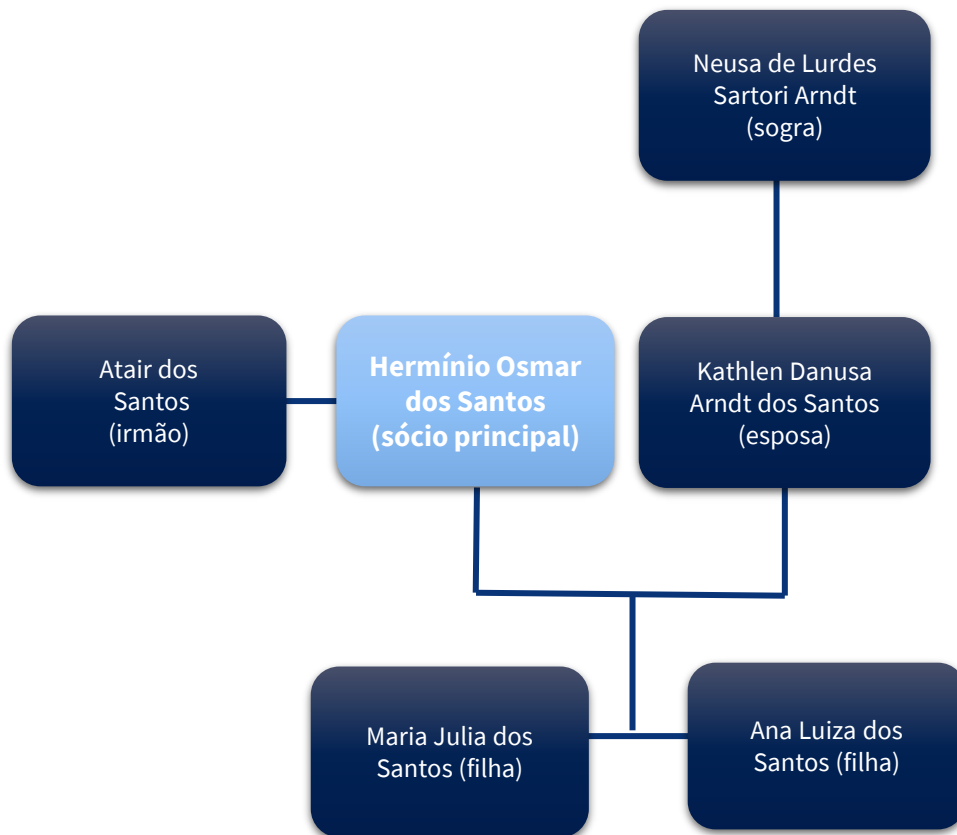 Neusa de Lurdes
Sartori Arndt
(sogra)
Atair dos
Santos
(irmão)
Hermínio Osmar
dos Santos
(sócio principal)
Kathlen Danusa
Arndt dos Santos
(esposa)
Maria Julia dos
Santos (filha)
Ana Luiza dos
Santos (filha)